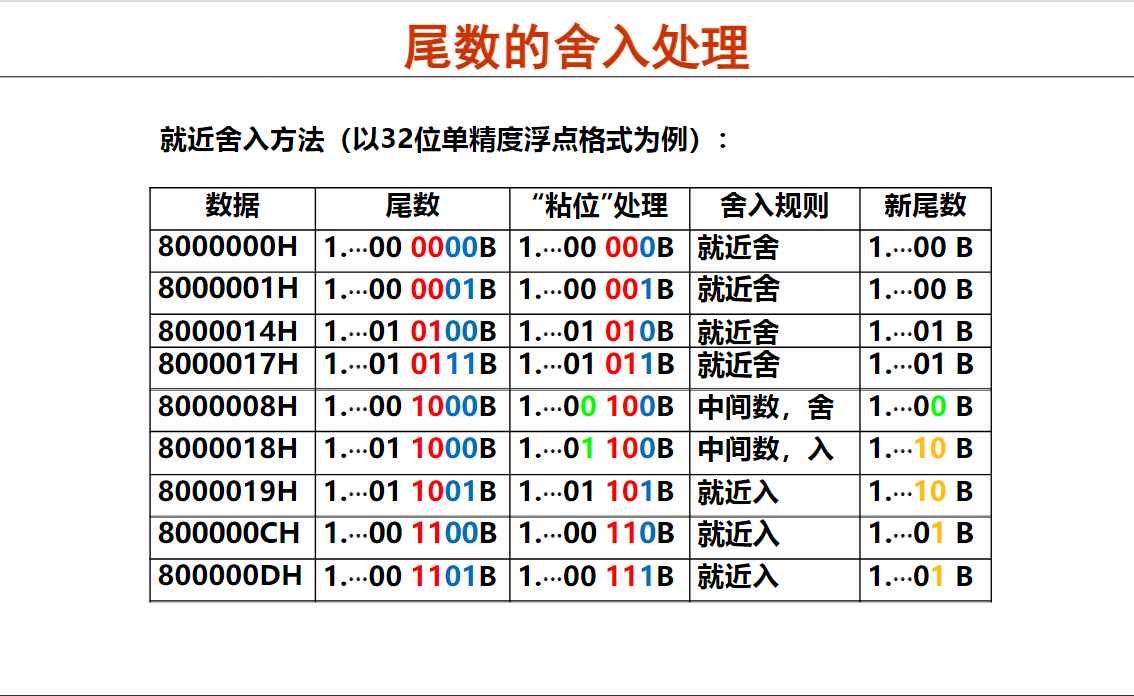 尾数的舍入处理
就近舍入方法（以32位单精度浮点格式为例）：
数据 尾数 “粘位”处理 舍入规则 新尾数
8000000H 1.···00 0000B 1.···00 000B 就近舍 1.···00 B
8000001H 1.···00 0001B 1.···00 001B 就近舍 1.···00 B
8000014H 1.···01 0100B 1.···01 010B 就近舍 1.···01 B
8000017H 1.···01 0111B 1.···01 011B 就近舍 1.···01 B
8000008H 1.···00 1000B 1.···00 100B 中间数，舍 1.···00 B
8000018H 1.···01 1000B 1.···01 100B 中间数，入 1.···10 B
8000019H 1.···01 1001B 1.···01 101B 就近入 1.···10 B
800000CH 1.···00 1100B 1.···00 110B 就近入 1.···01 B
800000DH 1.···00 1101B 1.···00 111B 就近入 1.···01 B